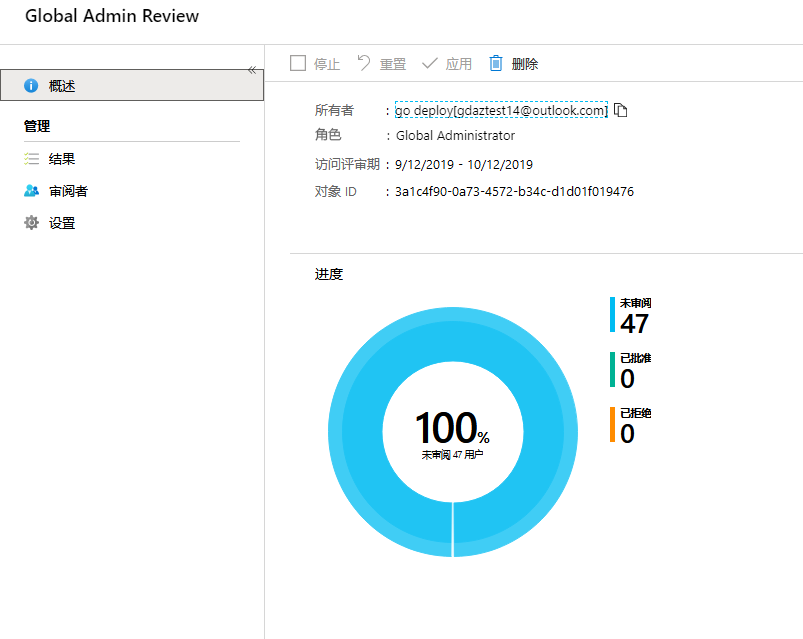 Global Admin Review
«
停止 重置 应用 删除
概述
管理
结果
审阅者
设置
所有者 : go deploy[gdaztest14@outlook.com]
角色 : Global Administrator
访问评审期 : 9/12/2019 - 10/12/2019
对象 ID : 3a1c4f90-0a73-4572-b34c-d1d01f019476
进度
100%
未审阅 47 用户
未审阅
47
已批准
0
已拒绝
0